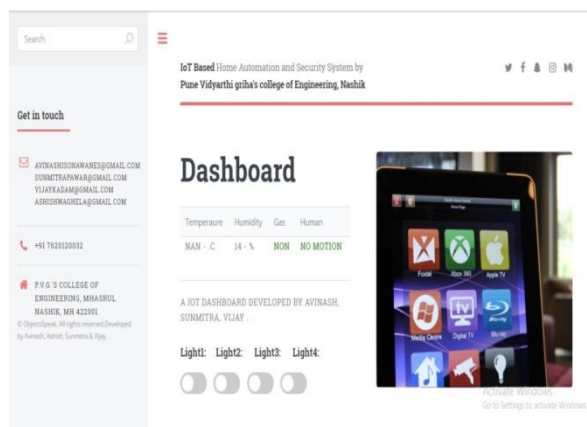 Search
Get in touch
AVINASHSONAWANE5@GMAIL.COM
SUNMITRAPAWAR@GMAIL.COM
VIJAYKADAM@GMAIL.COM
ASHISHWAGHELA@GMAIL.COM
+91 7620120032
P.V.G 'S COLLEGE OF
ENGINEERING, MHASRUL
NASHIK, MH 422001
© ObjectsSpeak. All rights reserved.Developed
by Avinash, Ashish, Sunmitra & Vijay.
IoT Based Home Automation and Security System by
Pune Vidyarthi griha's college of Engineering, Nashik
Dashboard
Temperaure Humidity Gas Human
NAN - .C 14 - % NON NO MOTION
A IOT DASHBOARD DEVELOPED BY AVINASH,
SUNMITRA, VIJAY .
Light1: Light2: Light3: Light4:
Home Page
Foxtel Xbox 360 Apple TV
Media Centre Digital TV Blu-ray
Activate Windows
Go to Settings to activate Windows